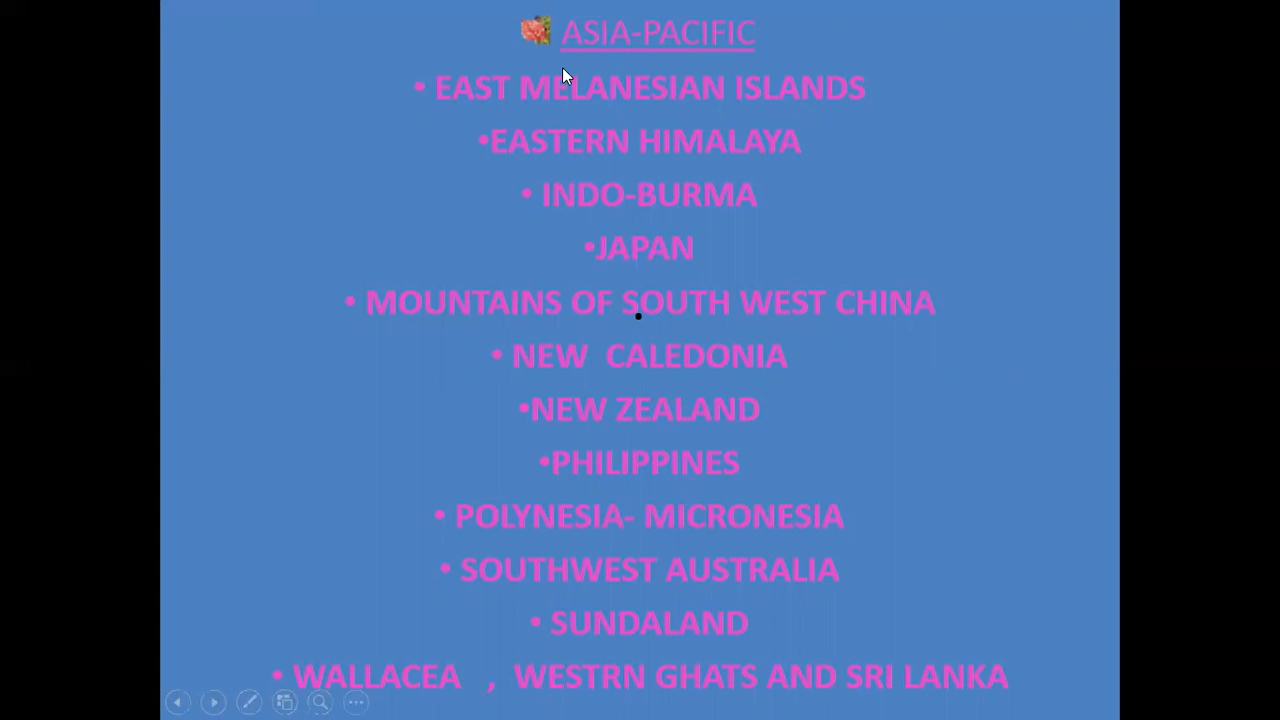 ASIA-PACIFIC
• EAST MELANESIAN ISLANDS
•EASTERN HIMALAYA
• INDO-BURMA
•JAPAN
• MOUNTAINS OF SOUTH WEST CHINA
• NEW CALEDONIA
•NEW ZEALAND
•PHILIPPINES
• POLYNESIA- MICRONESIA
• SOUTHWEST AUSTRALIA
• SUNDALAND
• WALLACEA , WESTRN GHATS AND SRI LANKA